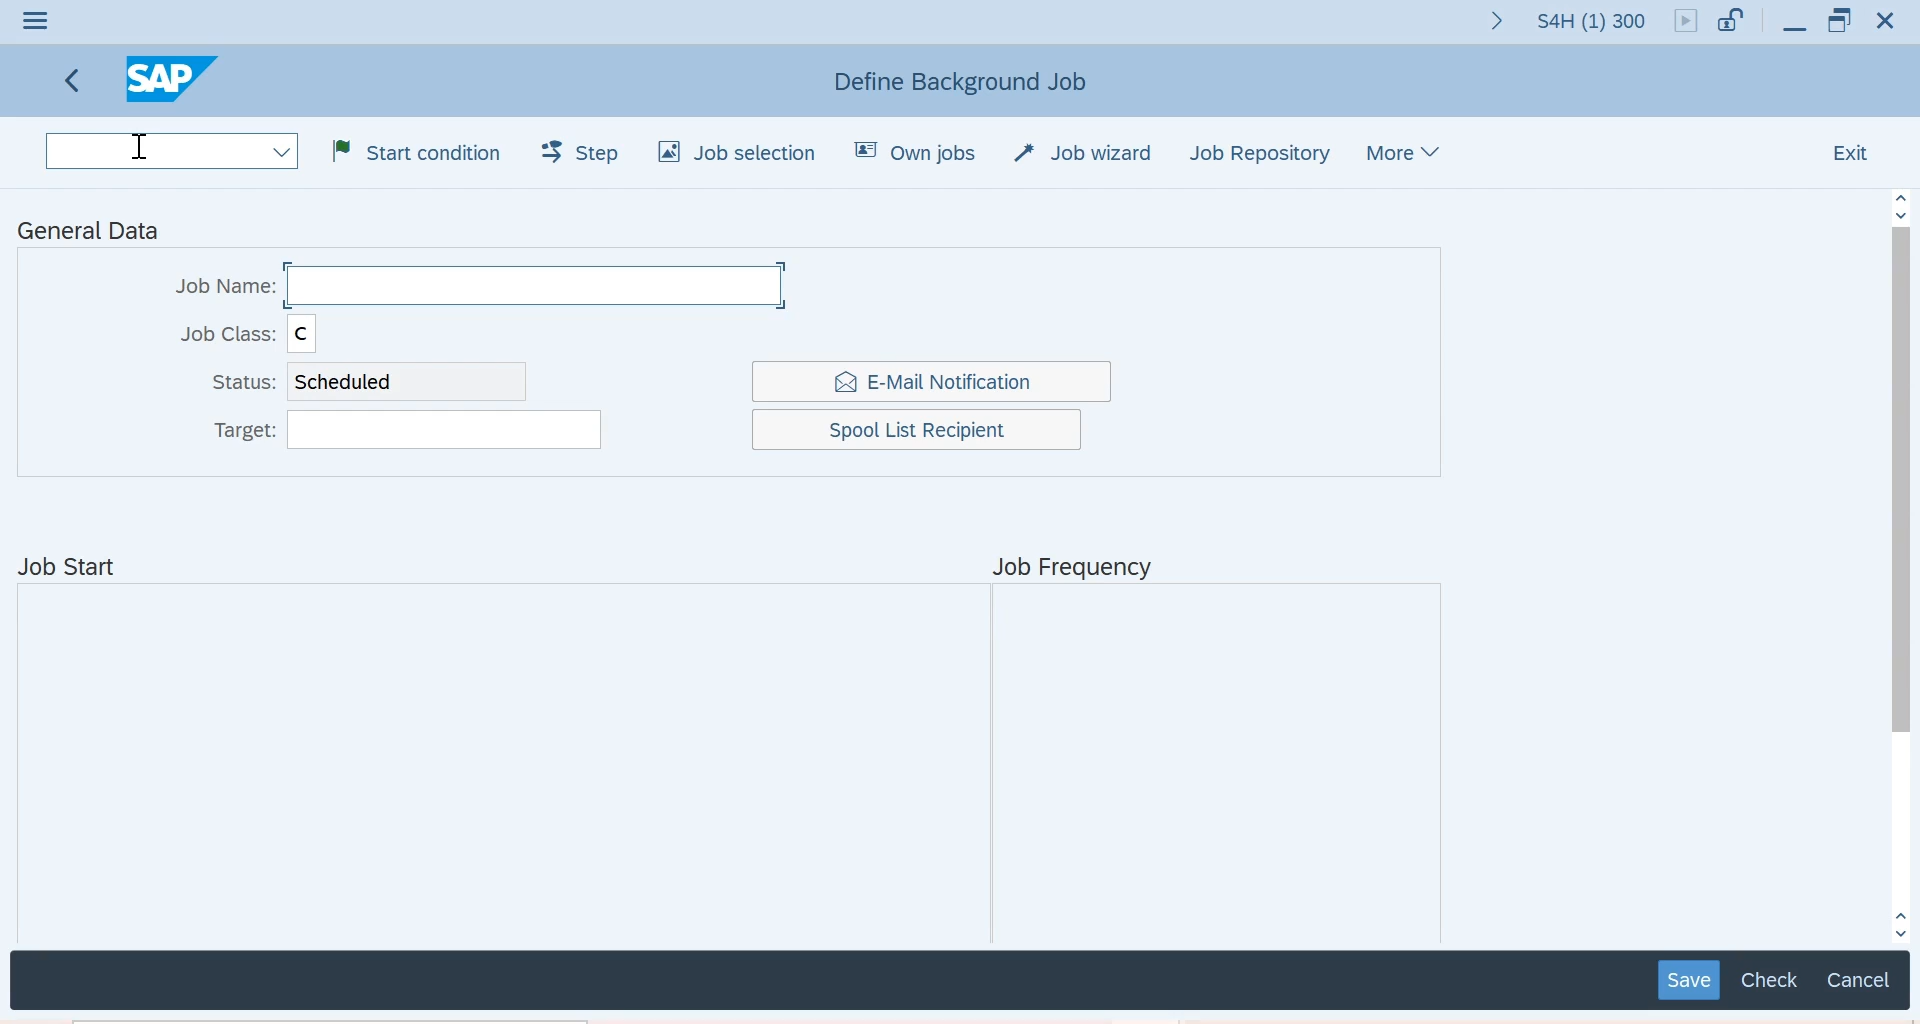 S4H (1) 300
SAP
Define Background Job
Start condition Step Job selection Own jobs Job wizard Job Repository More Exit
General Data
Job Name:
Job Class: C
Status: Scheduled E-Mail Notification
Target: Spool List Recipient
Job Start Job Frequency
Save Check Cancel